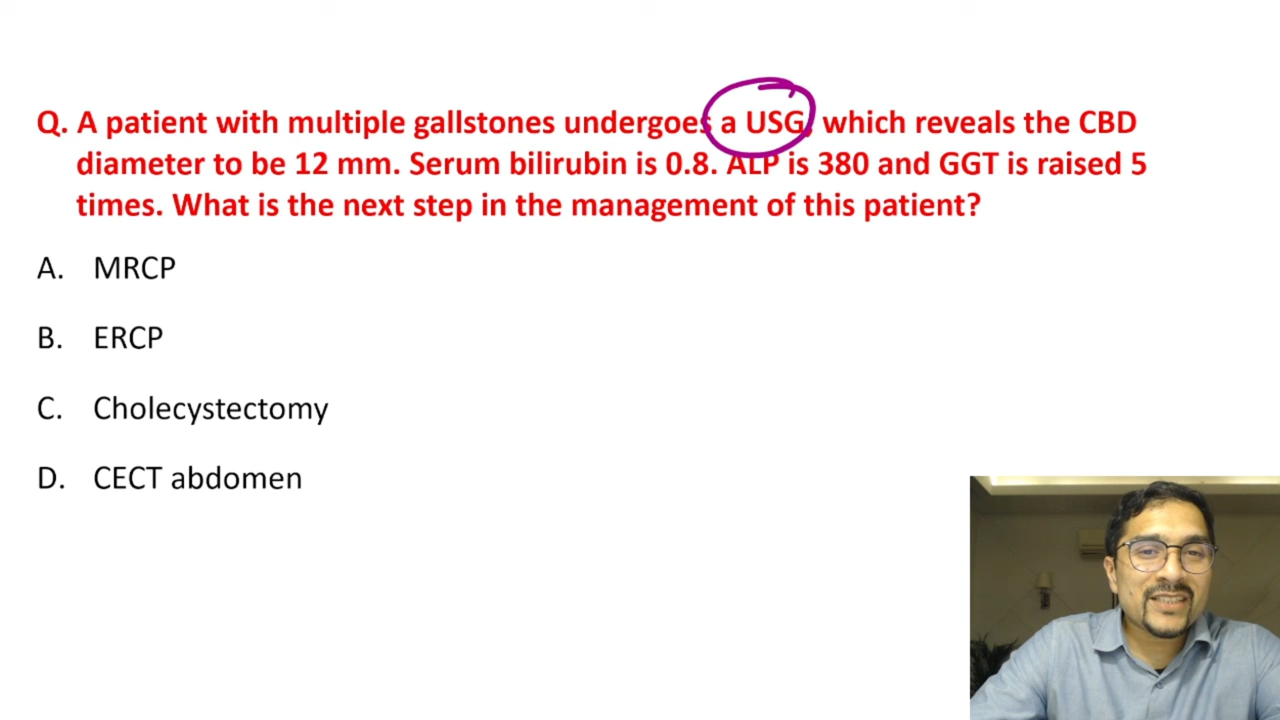 Q. A patient with multiple gallstones undergoes a USG, which reveals the CBD
diameter to be 12 mm. Serum bilirubin is 0.8. ALP is 380 and GGT is raised 5
times. What is the next step in the management of this patient?
A. MRCP
B. ERCP
C. Cholecystectomy
D. CECT abdomen